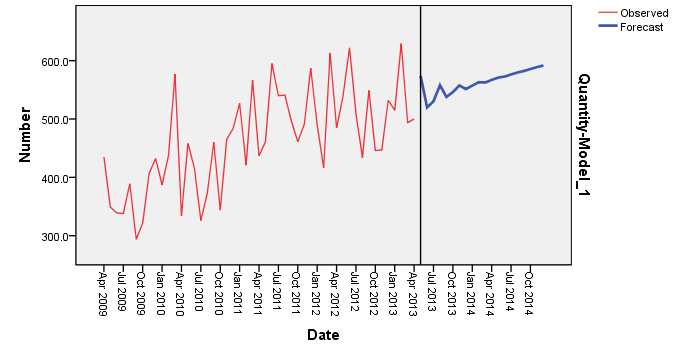 Observed
Forecast
600.0
500.0
400.0
300.0
Number
Quantity-Model_1
Apr 2009
Jul 2009
Oct 2009
Jan 2010
Apr 2010
Jul 2010
Oct 2010
Jan 2011
Apr 2011
Jul 2011
Oct 2011
Jan 2012
Apr 2012
Jul 2012
Oct 2012
Jan 2013
Apr 2013
Jul 2013
Oct 2013
Jan 2014
Apr 2014
Jul 2014
Oct 2014
Date